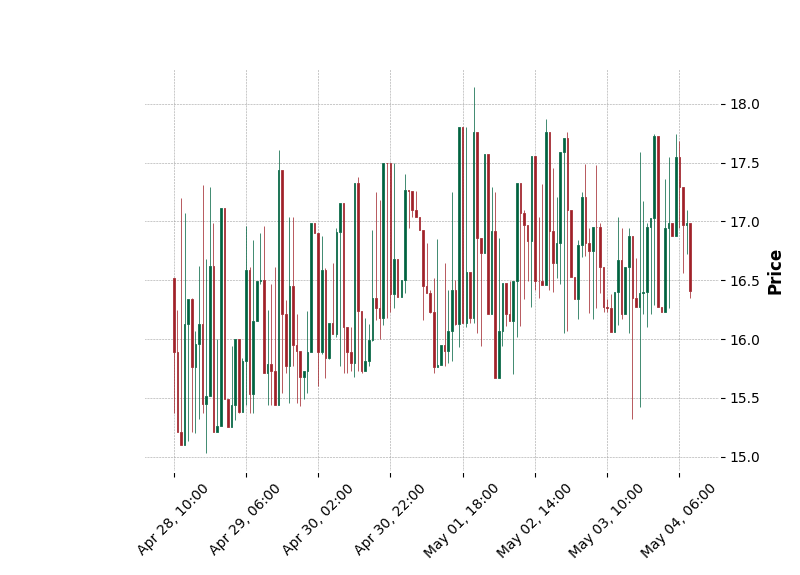 18.0
17.5
17.0
16.5
16.0
15.5
15.0
Price
Apr 28, 10:00
Apr 29, 06:00
Apr 30, 02:00
Apr 30, 22:00
May 01, 18:00
May 02, 14:00
May 03, 10:00
May 04, 06:00